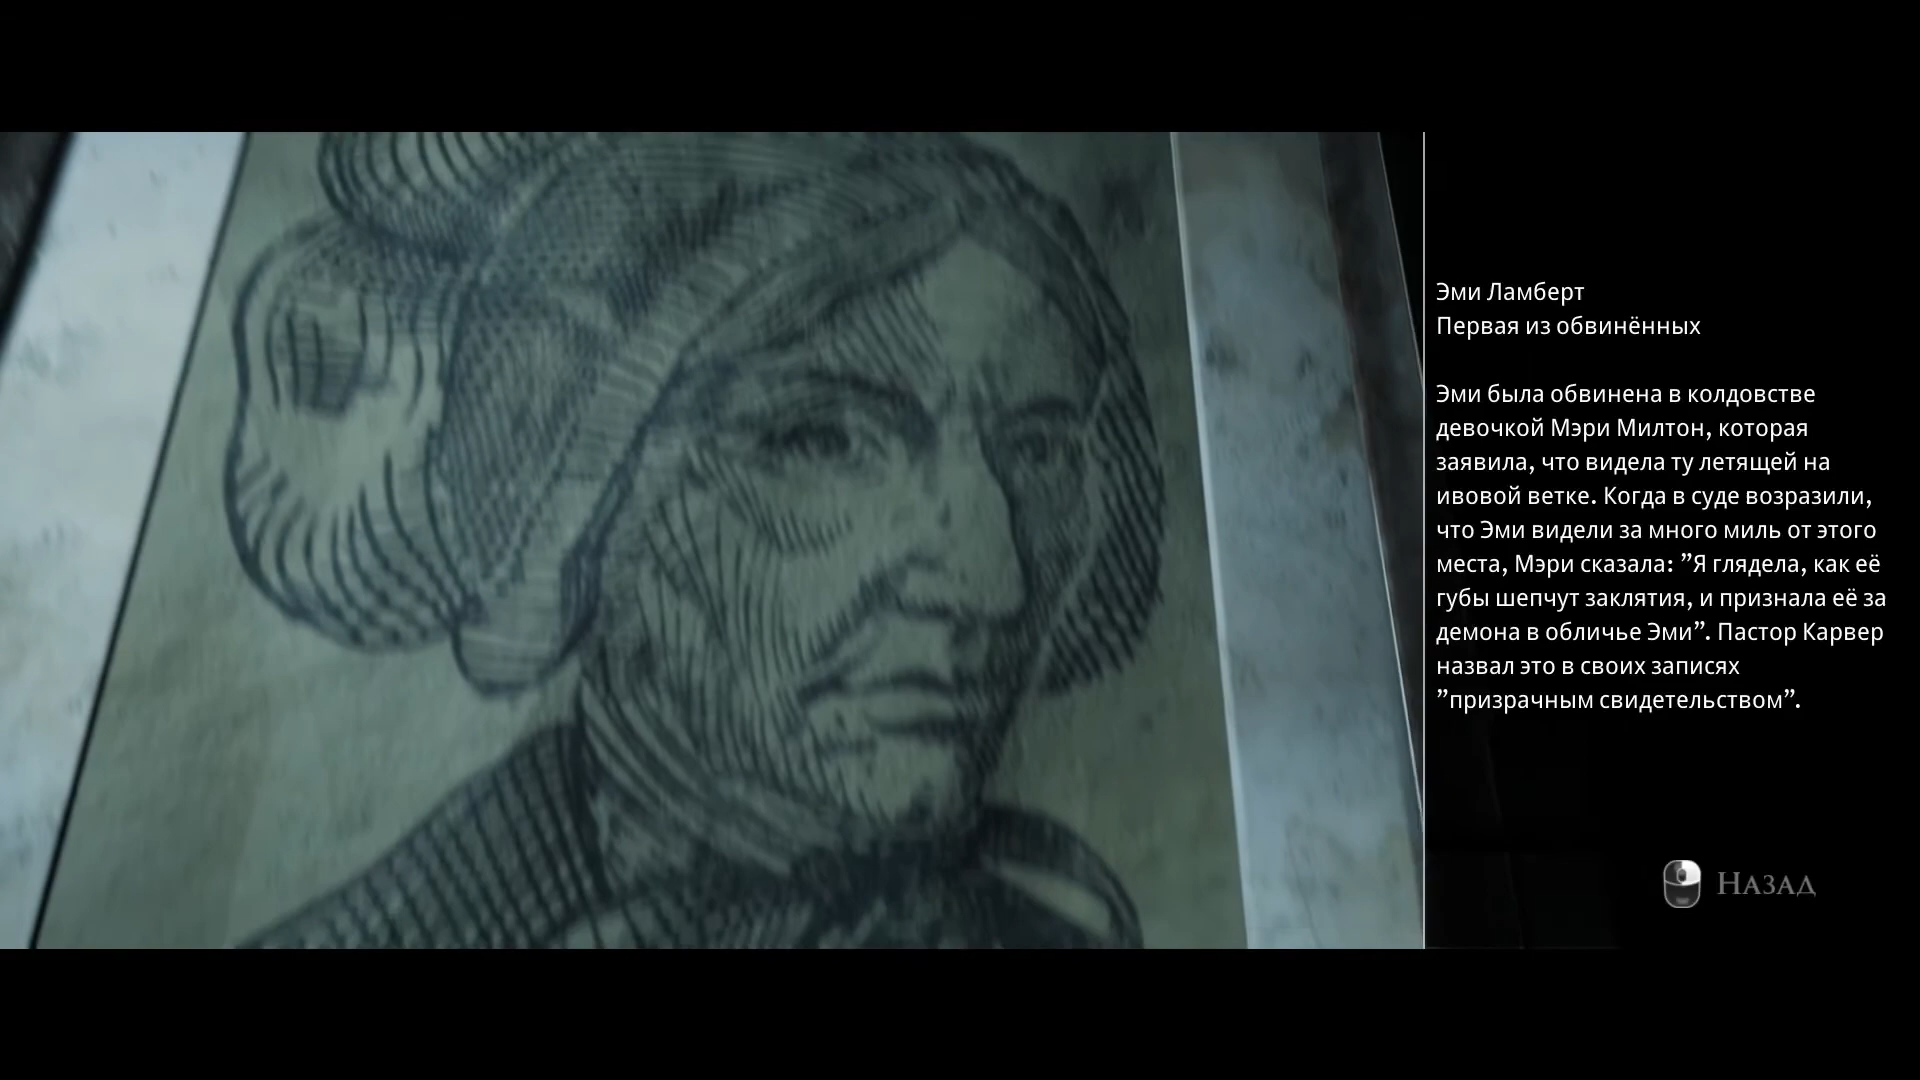 Эми Ламберт
Первая из обвинённых
Эми была обвинена в колдовстве
девочкой Мэри Милтон, которая
заявила, что видела ту летящей на
ивовой ветке. Когда в суде возразили,
что Эми видели за много миль от этого
места, Мэри сказала: ”Я глядела, как её
губы шепчут заклятия, и признала её за
демона в обличье Эми”. Пастор Карвер
назвал это в своих записях
”призрачным свидетельством”.
Назад